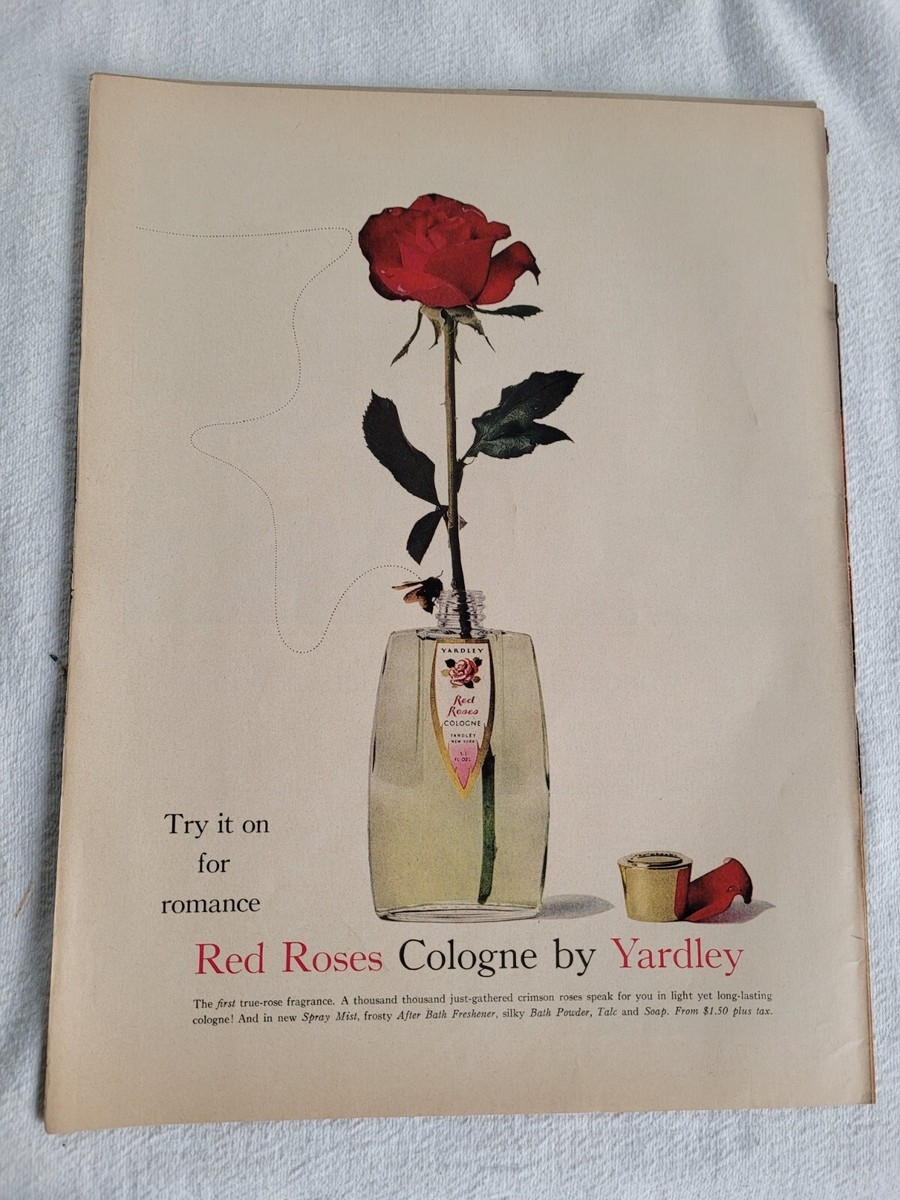 YARDLEY
Red
Roses
COLOGNE
YARDLEY
NEW YORK
FL OZS.
Try it on
for
romance
Red Roses Cologne by Yardley
The first true-rose fragrance. A thousand thousand just-gathered crimson roses speak for you in light yet long-lasting
cologne! And in new Spray Mist, frosty After Bath Freshener, silky Bath Powder, Talc and Soap. From $1.50 plus tax.